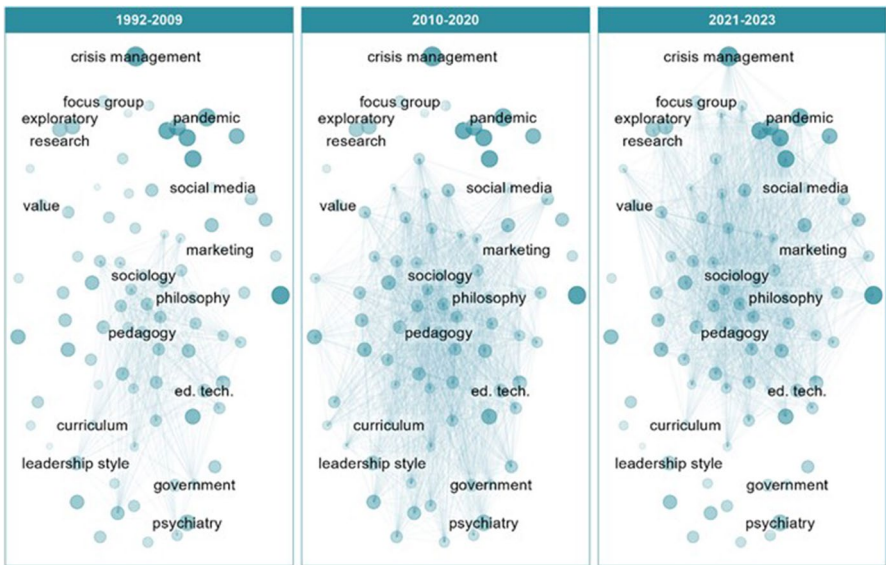 1992-2009
crisis management
focus group
exploratory
pandemic
research
social media
value
marketing
sociology
philosophy
pedagogy
ed. tech.
curriculum
leadership style
government
psychiatry
2010-2020
crisis management
focus group
exploratory
pandemic
research
social media
value
marketing
sociology
philosophy
pedagogy
ed. tech.
curriculum
leadership style
government
psychiatry
2021-2023
crisis management
focus group
exploratory
pandemic
research
social media
value
marketing
sociology
philosophy
pedagogy
ed. tech.
curriculum
leadership style
government
psychiatry